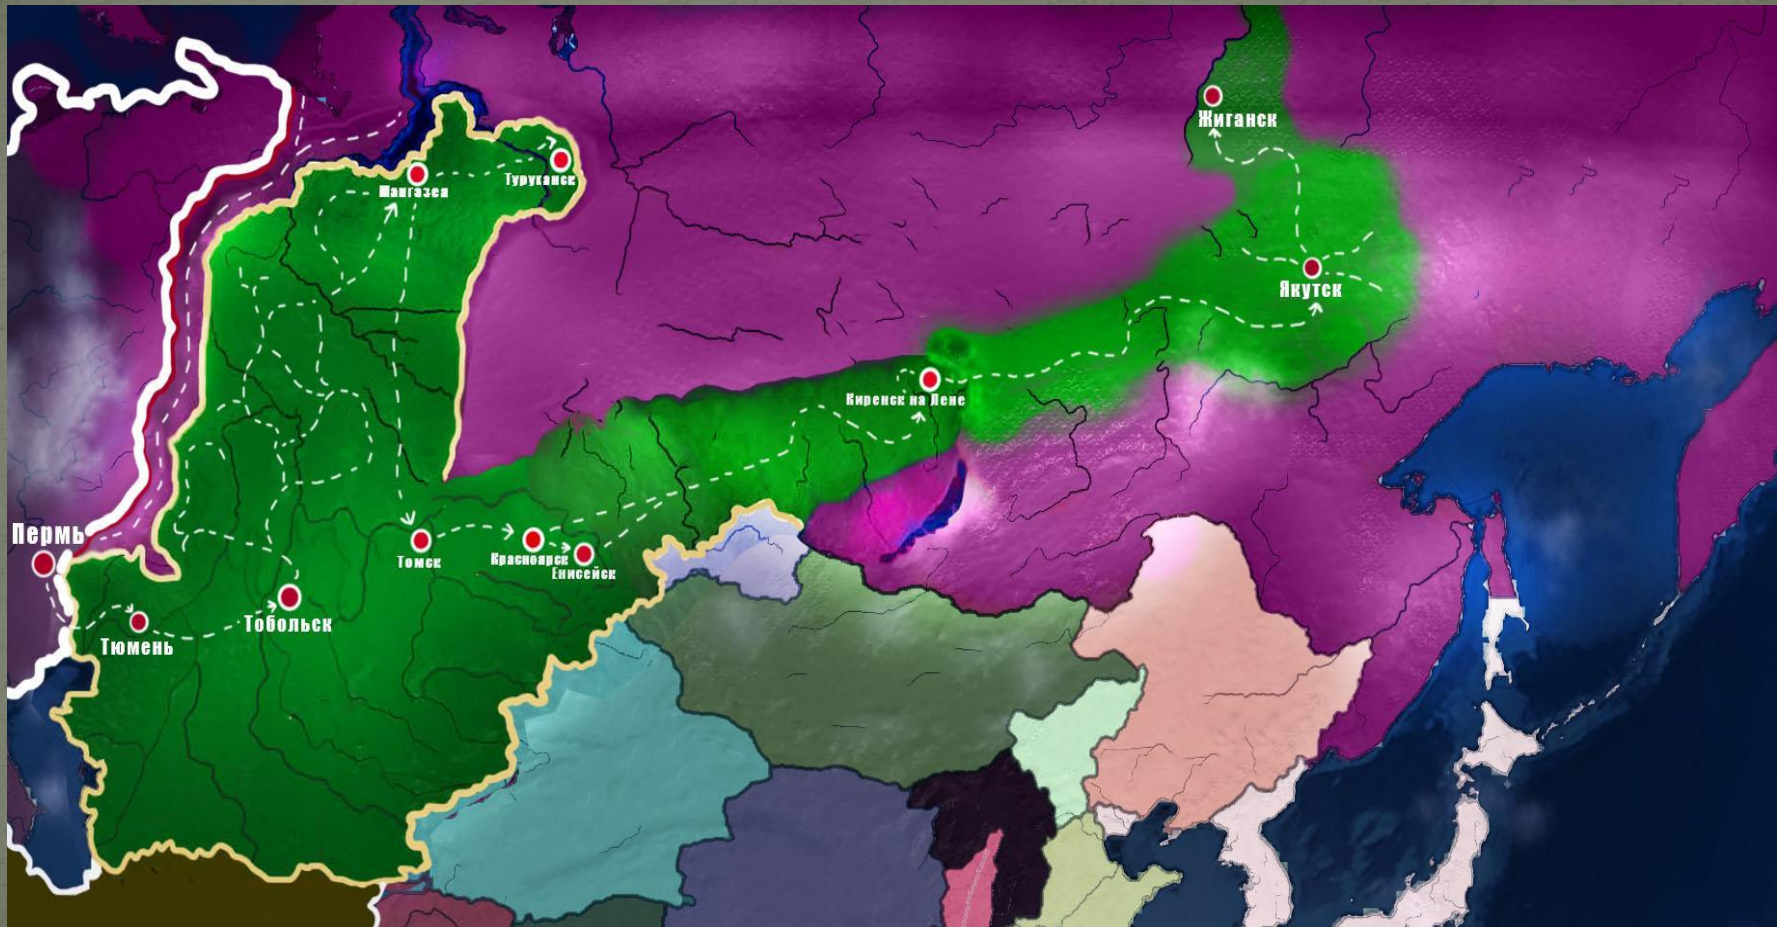 Жиганск
Мангазея
Туруханск
Якутск
Киренск на Лене
Пермь
Томск
Красноярск
Енисейск
Тобольск
Тюмень